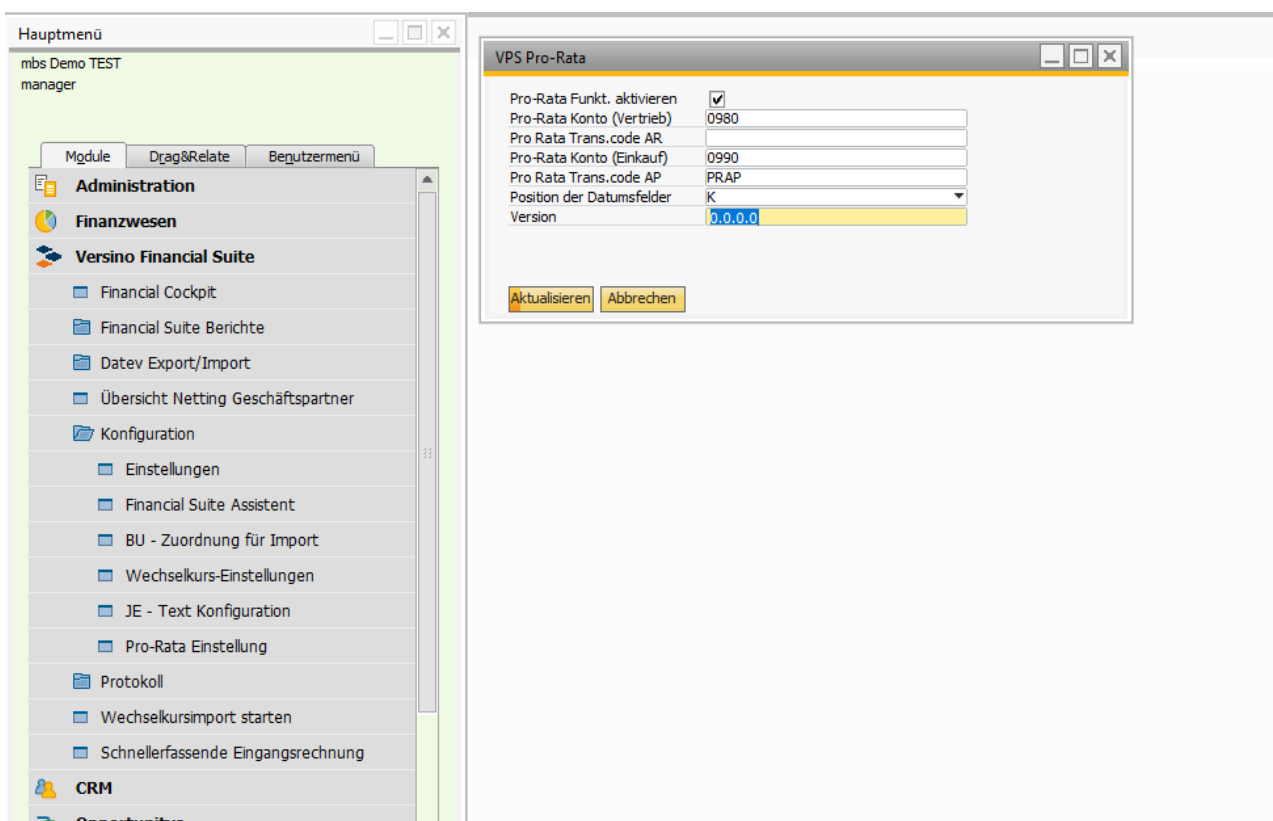 Hauptmenü
mbs Demo TEST
manager
Module Drag&Relate Benutzermenü
Administration
Finanzwesen
Versino Financial Suite
Financial Cockpit
Financial Suite Berichte
Datev Export/Import
Übersicht Netting Geschäftspartner
Konfiguration
Einstellungen
Financial Suite Assistent
BU - Zuordnung für Import
Wechselkurs-Einstellungen
JE - Text Konfiguration
Pro-Rata Einstellung
Protokoll
Wechselkursimport starten
Schnellerfassende Eingangsrechnung
CRM
VPS Pro-Rata
Pro-Rata Funkt. aktivieren
Pro-Rata Konto (Vertrieb) 0980
Pro Rata Trans.code AR
Pro-Rata Konto (Einkauf) 0990
Pro Rata Trans.code AP PRAP
Position der Datumsfelder K
Version 0.0.0.0
Aktualisieren Abbrechen